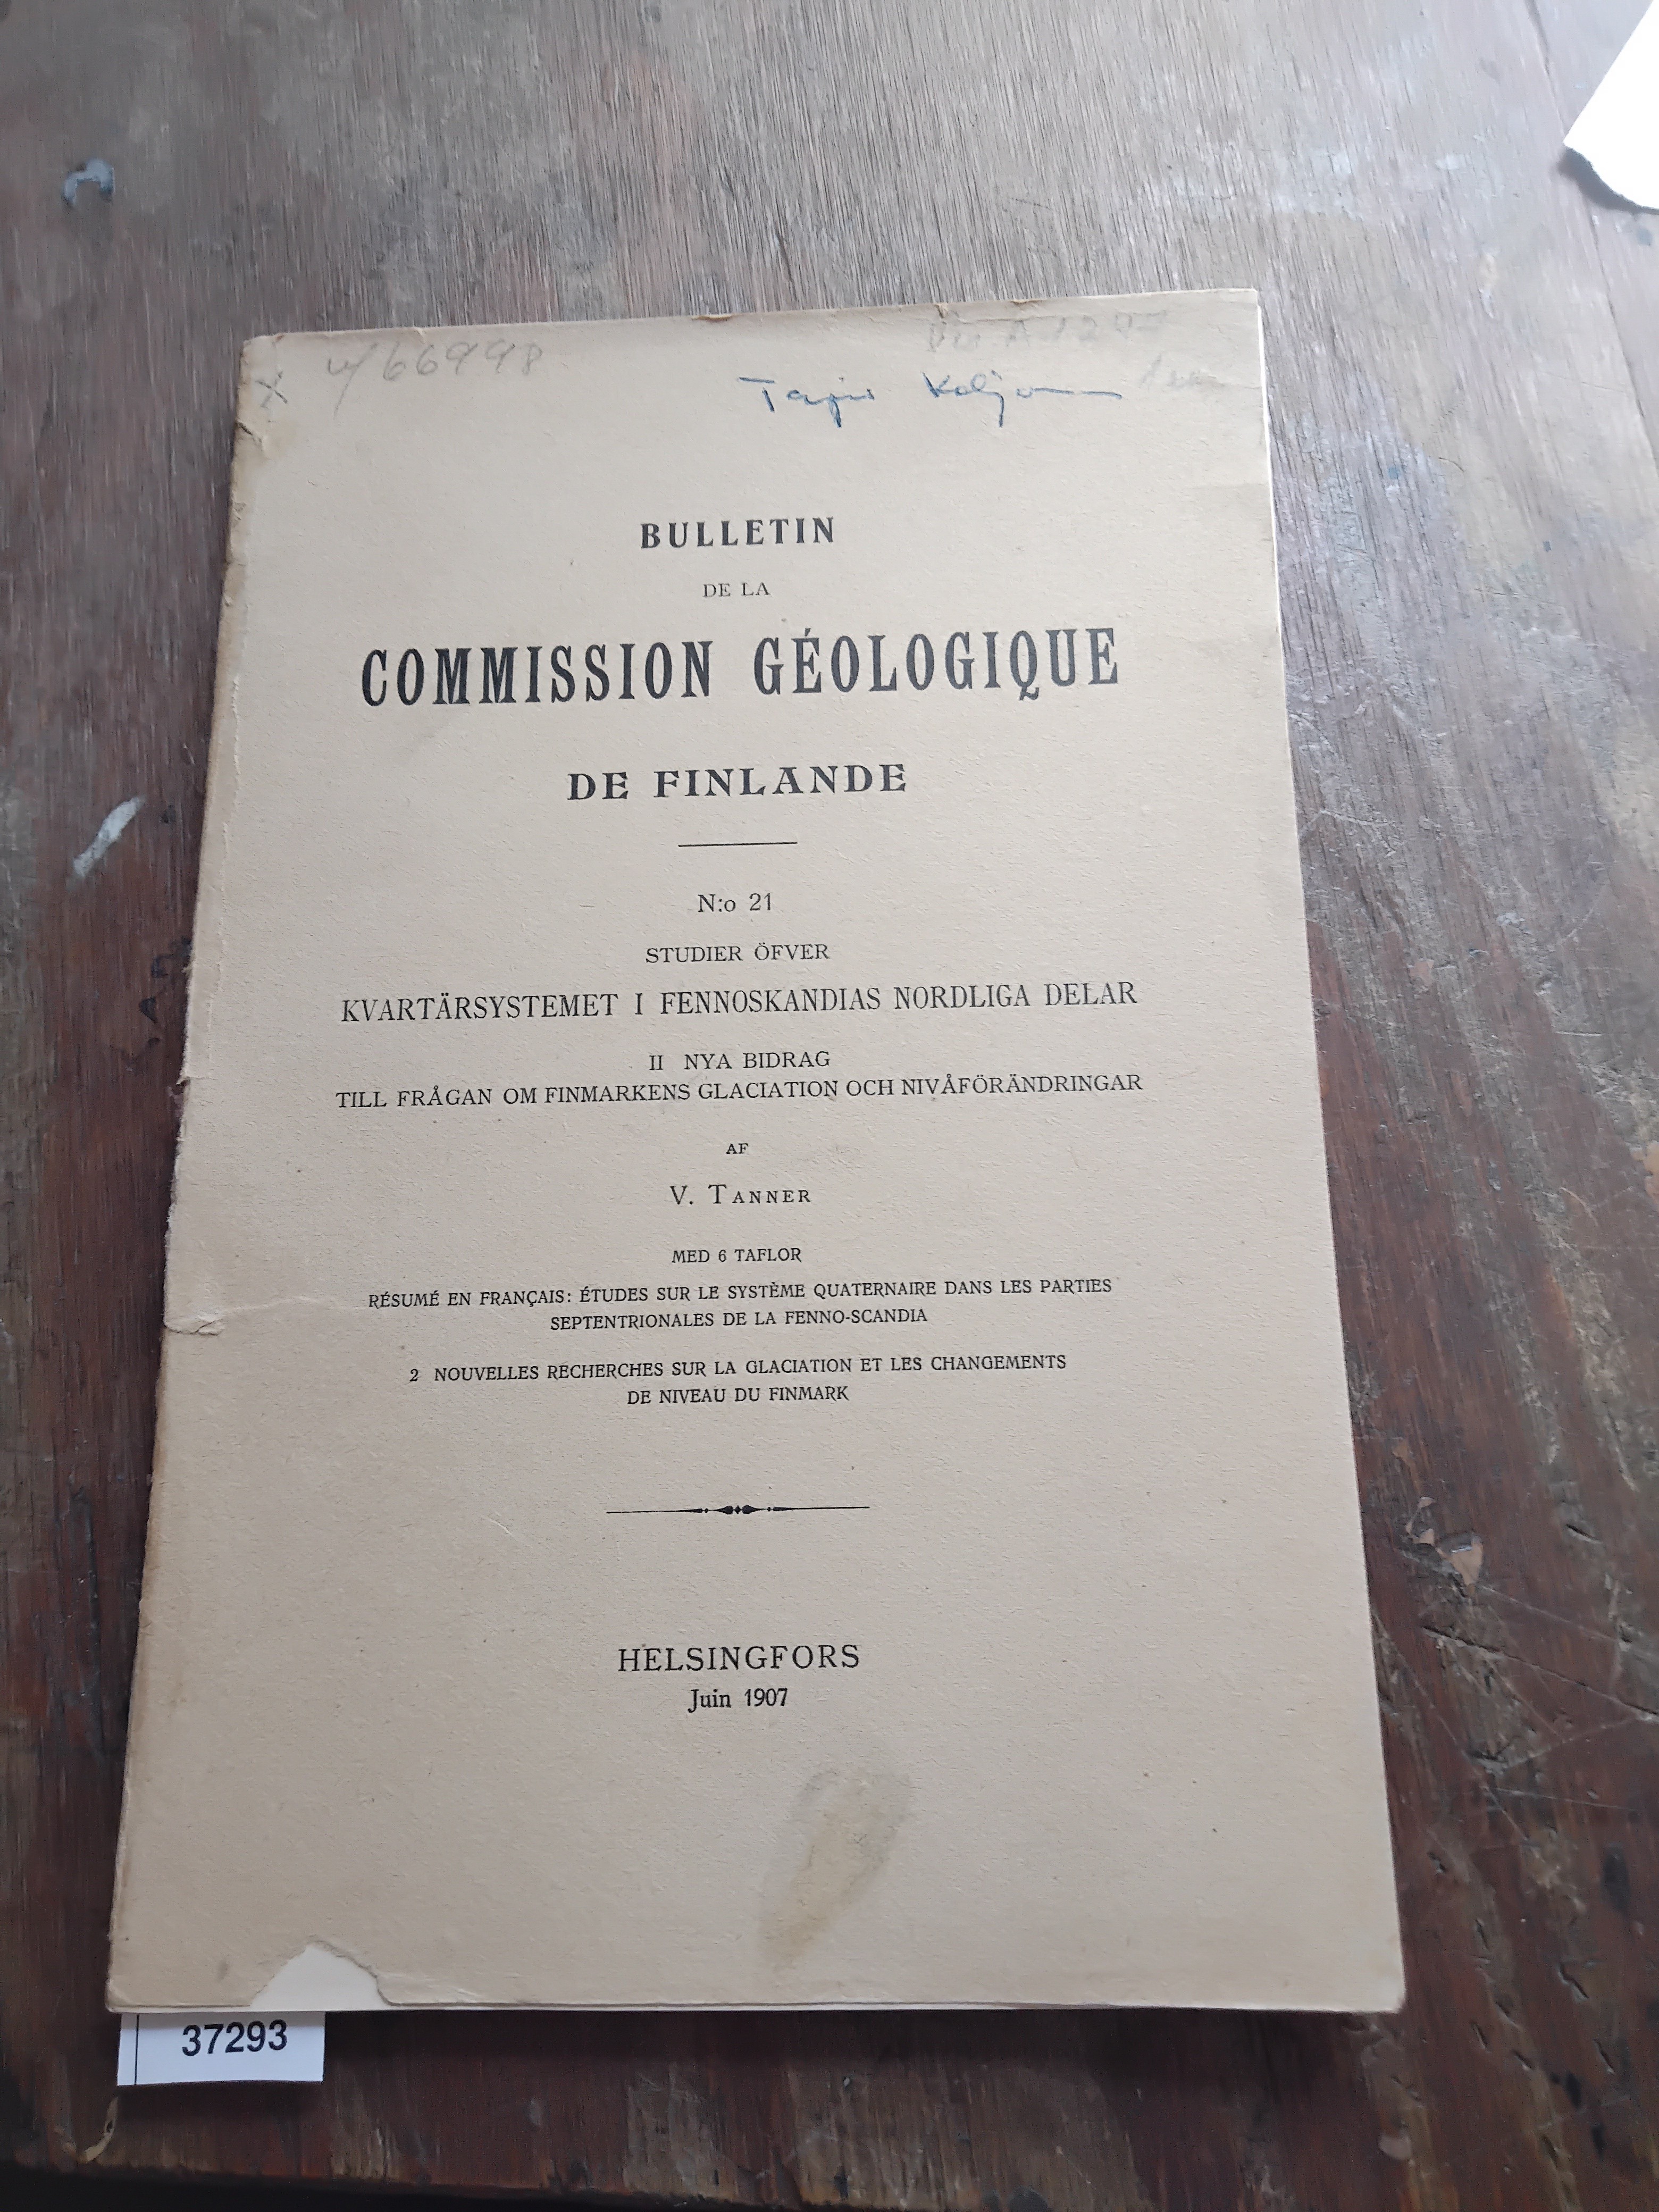 66998
BULLETIN
DE LA
COMMISSION GÉOLOGIQUE
DE FINLANDE
N:o 21
STUDIER ÖFVER
KVARTÄRSYSTEMET I FENNOSKANDIAS NORDLIGA DELAR
II NYA BIDRAG
TILL FRÅGAN OM FINMARKENS GLACIATION OCH NIVÅFÖRÄNDRINGAR
AF
V. TANNER
MED 6 TAFLOR
RÉSUMÉ EN FRANÇAIS: ÉTUDES SUR LE SYSTÈME QUATERNAIRE DANS LES PARTIES
SEPTENTRIONALES DE LA FENNO-SCANDIA
2 NOUVELLES RECHERCHES SUR LA GLACIATION ET LES CHANGEMENTS
DE NIVEAU DU FINMARK
HELSINGFORS
Juin 1907
37293